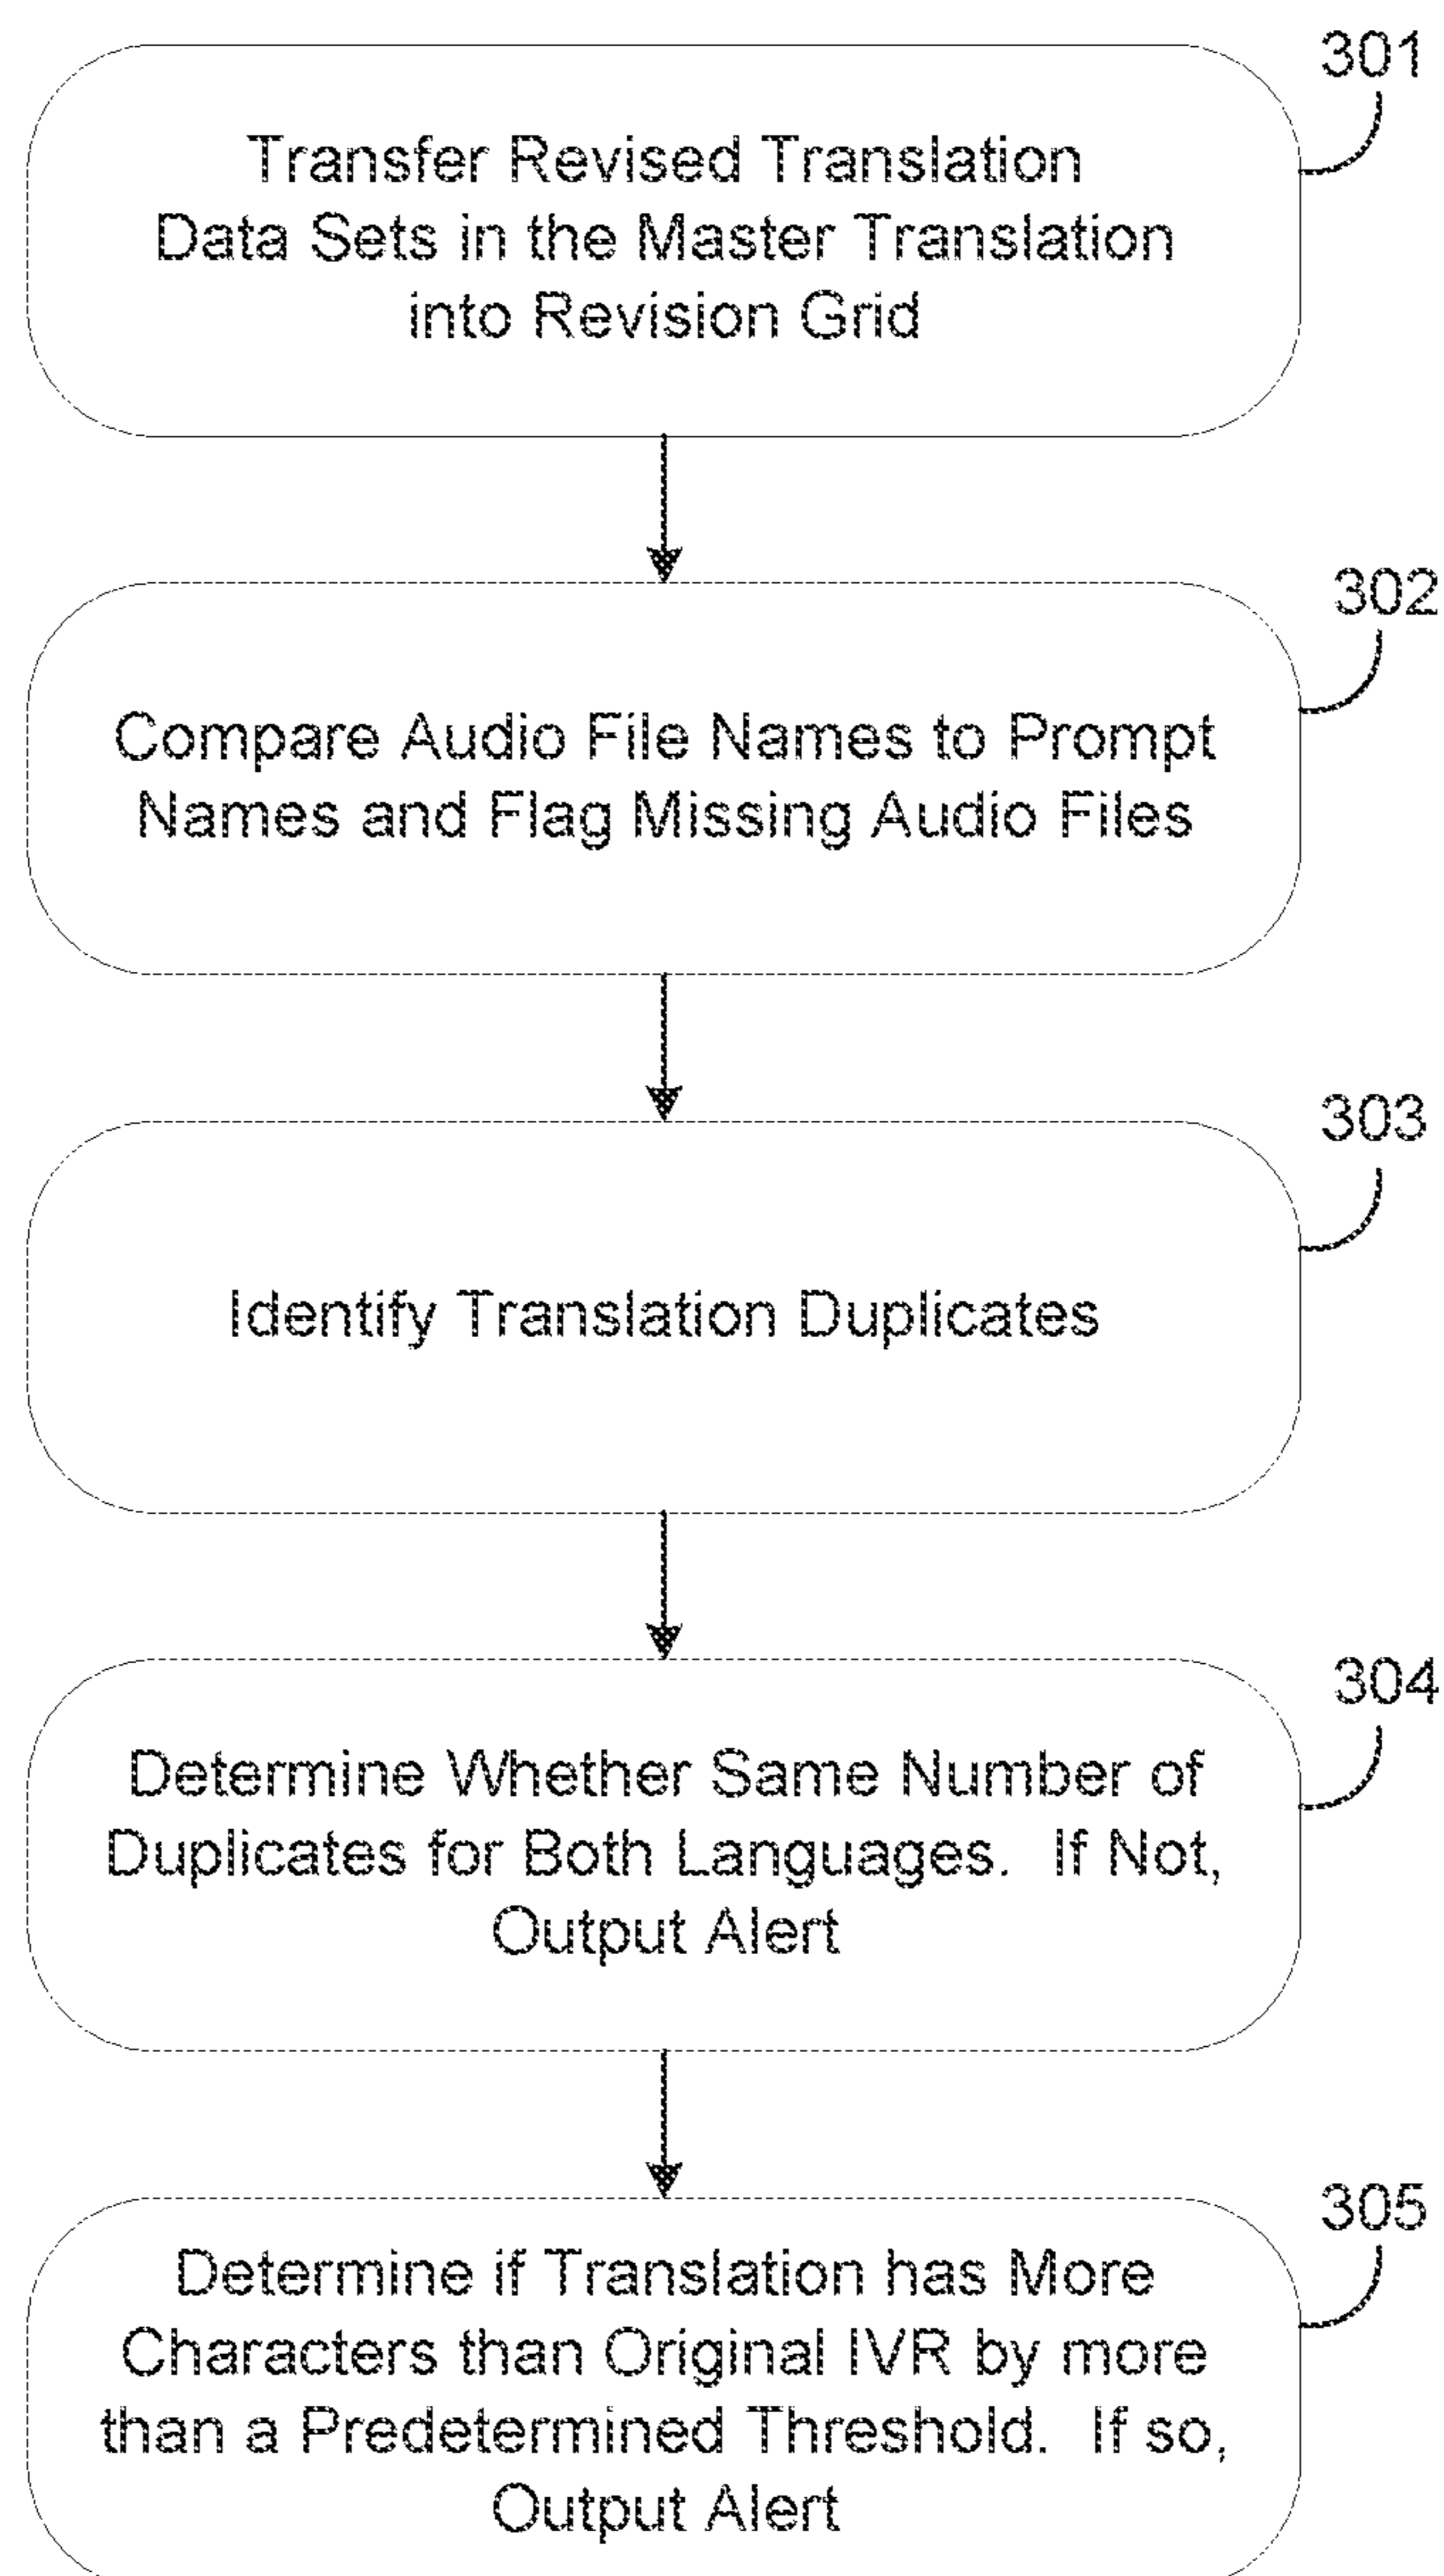 301
Transfer Revised Translation
Data Sets in the Master Translation
into Revision Grid
302
Compare Audio File Names to Prompt
Names and Flag Missing Audio Files
303
Identify Translation Duplicates
304
Determine Whether Same Number of
Duplicates for Both Languages. If Not,
Output Alert
305
Determine if Translation has More
Characters than Original IVR by more
than a Predetermined Threshold. If so,
Output Alert